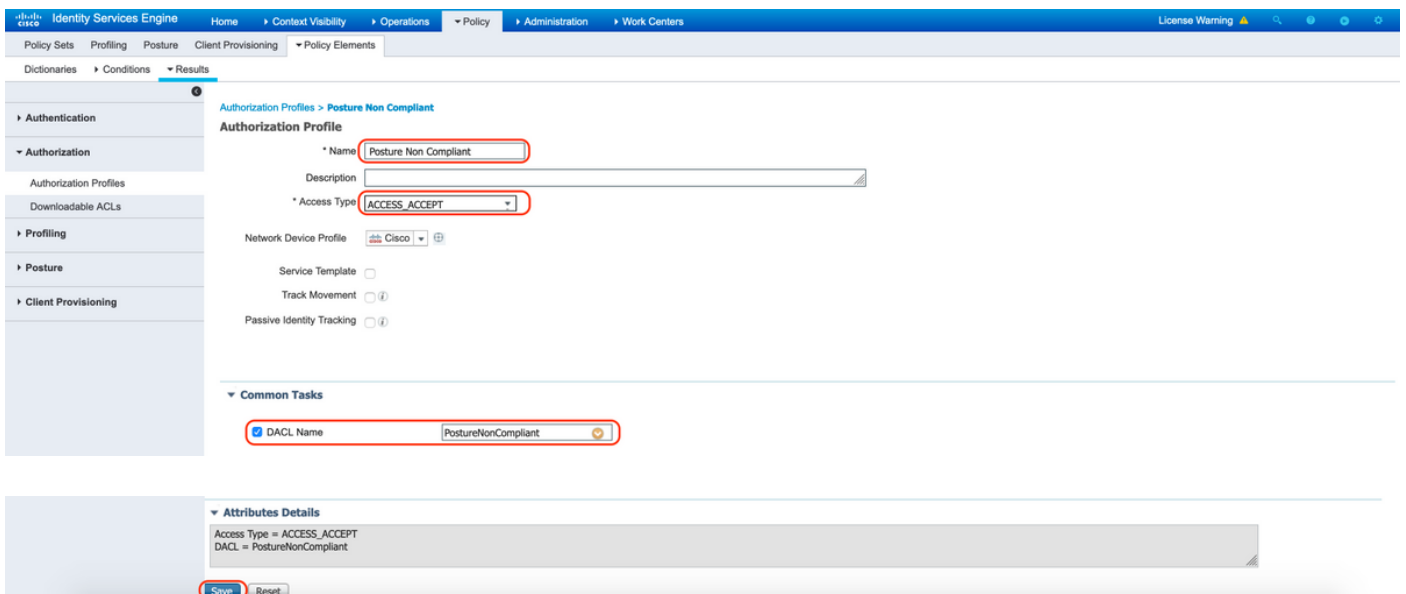 cisco Identity Services Engine Home Context Visibility Operations Policy Administration Work Centers License Warning
Policy Sets Profiling Posture Client Provisioning Policy Elements
Dictionaries Conditions Results
Authentication
Authorization
Authorization Profiles
Downloadable ACLs
Profiling
Posture
Client Provisioning
Authorization Profiles > Posture Non Compliant
Authorization Profile
* Name Posture Non Compliant
Description
* Access Type ACCESS_ACCEPT
Network Device Profile Cisco
Service Template
Track Movement
Passive Identity Tracking
Common Tasks
DACL Name PostureNonCompliant
Attributes Details
Access Type = ACCESS_ACCEPT
DACL = PostureNonCompliant
Save Reset